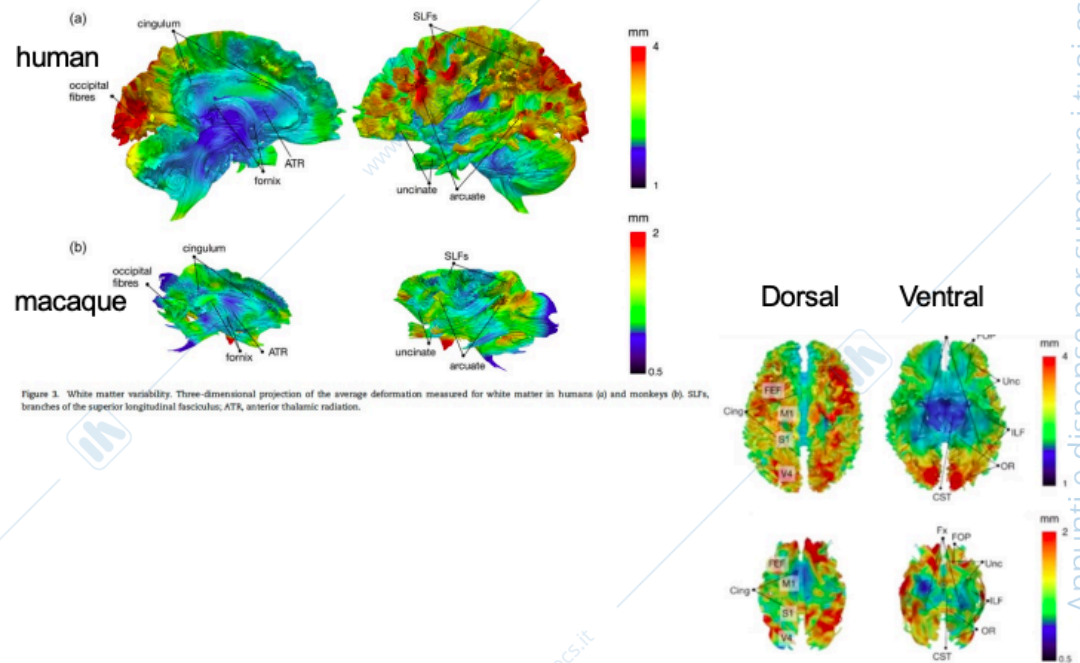 (a)
human
cingulum
occipital
fibres
ATR
fornix
SLFs
uncinate
arcuate
mm
4
1
(b)
macaque
cingulum
occipital
fibres
fornix
ATR
SLFs
uncinate
arcuate
mm
2
0.5
Figure 3. White matter variability. Three-dimensional projection of the average deformation measured for white matter in humans (a) and monkeys (b). SLFs,
branches of the superior longitudinal fasciculus; ATR, anterior thalamic radiation.
Dorsal Ventral
FEF
Cing
M1
S1
V4
FOP
Unc
ILF
OR
CST
mm
4
1
FEF
M1
Cing
S1
V4
Fx
FOP
Unc
ILF
OR
CST
mm
2
0.5